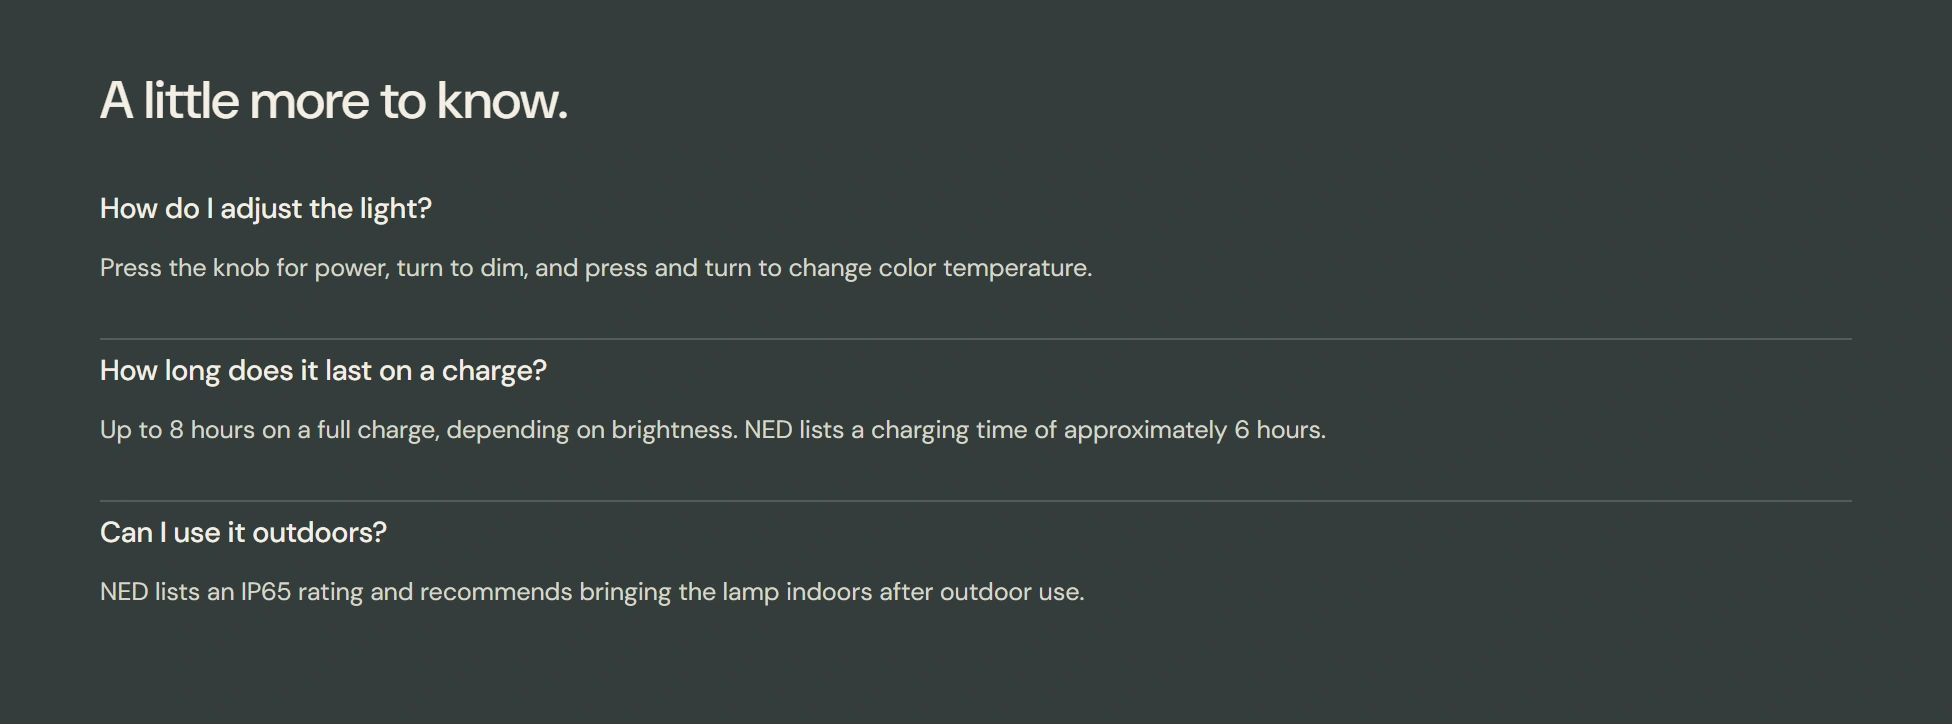 A little more to know.
How do I adjust the light?
Press the knob for power, turn to dim, and press and turn to change color temperature.
How long does it last on a charge?
Up to 8 hours on a full charge, depending on brightness. NED lists a charging time of approximately 6 hours.
Can I use it outdoors?
NED lists an IP65 rating and recommends bringing the lamp indoors after outdoor use.